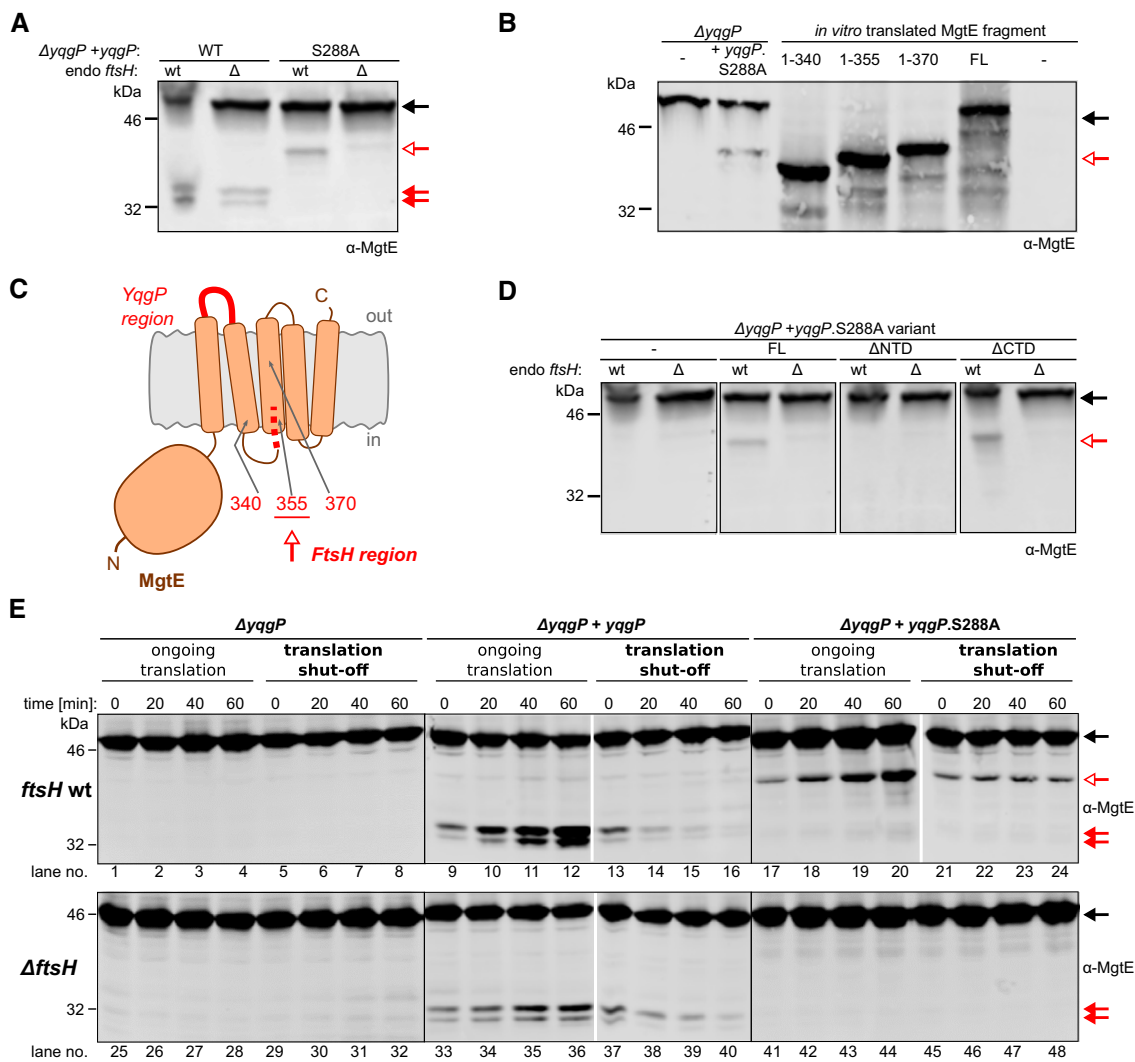 A
ΔyqgP +yqgP: WT S288A
endo ftsH: wt Δ wt Δ
kDa
46
32
α-MgtE
B
ΔyqgP in vitro translated MgtE fragment
- + yqgP. S288A 1-340 1-355 1-370 FL -
kDa
46
32
α-MgtE
C
YqgP region
C
out
in
340 355 370
FtsH region
N
MgtE
D
ΔyqgP +yqgP.S288A variant
- FL ΔNTD ΔCTD
endo ftsH: wt Δ wt Δ wt Δ wt Δ
kDa
46
32
α-MgtE
E
ΔyqgP ΔyqgP + yqgP ΔyqgP + yqgP.S288A
ongoing translation translation shut-off ongoing translation translation shut-off ongoing translation translation shut-off
time [min]: 0 20 40 60 0 20 40 60 0 20 40 60 0 20 40 60 0 20 40 60 0 20 40 60
kDa
46
ftsH wt
α-MgtE
32
lane no. 1 2 3 4 5 6 7 8 9 10 11 12 13 14 15 16 17 18 19 20 21 22 23 24
46
ΔftsH
α-MgtE
32
lane no. 25 26 27 28 29 30 31 32 33 34 35 36 37 38 39 40 41 42 43 44 45 46 47 48